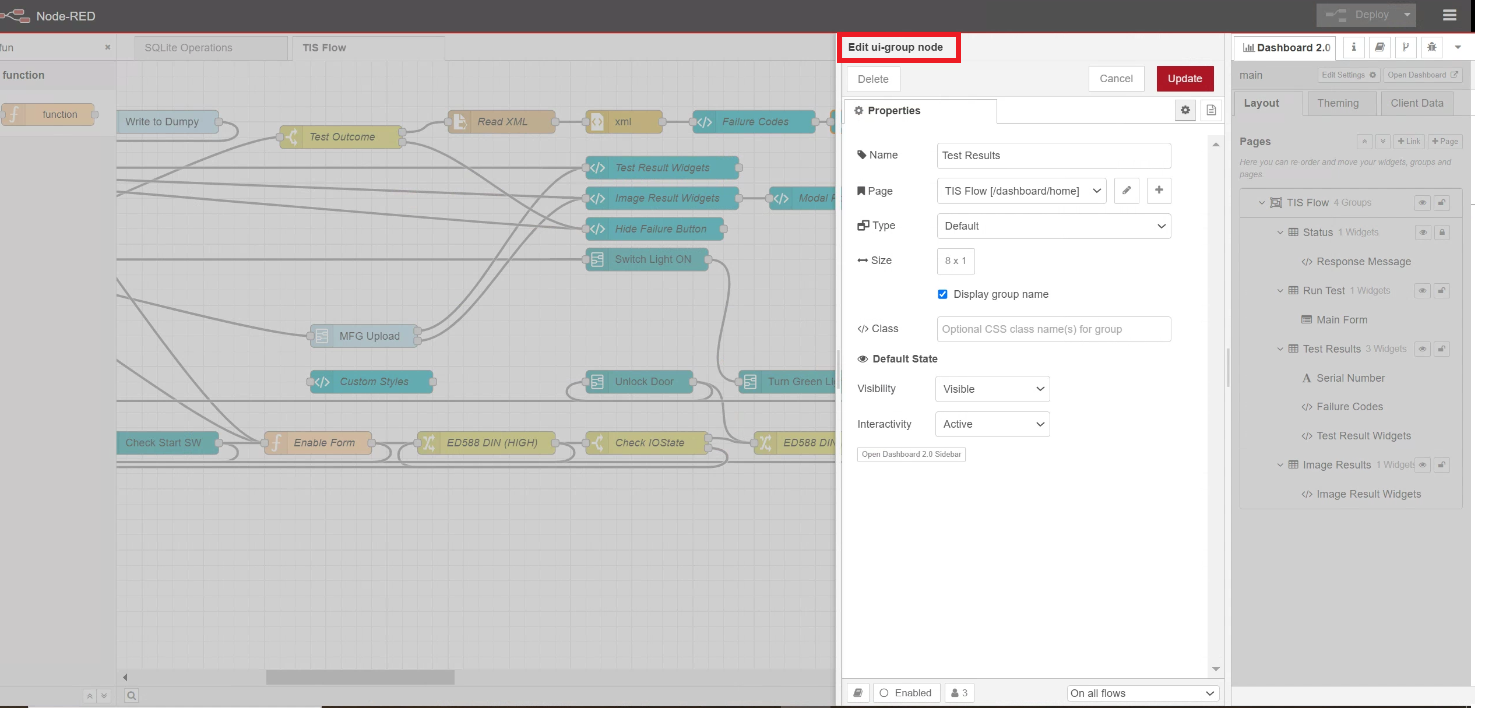 Node-RED
Deploy
fun
SQLite Operations
TIS Flow
function
function
Write to Dumpy
Test Outcome
Read XML
xml
Failure Codes
Test Result Widgets
Image Result Widgets
Modal
Hide Failure Button
Switch Light ON
MFG Upload
Custom Styles
Unlock Door
Turn Green Li
Check Start SW
Enable Form
ED588 DIN (HIGH)
Check IOState
ED588 DIN
Edit ui-group node
Delete
Cancel
Update
Properties
Name
Test Results
Page
TIS Flow [/dashboard/home]
Type
Default
Size
8 x 1
Display group name
Class
Optional CSS class name(s) for group
Default State
Visibility
Visible
Interactivity
Active
Open Dashboard 2.0 Sidebar
Enabled
3
On all flows
Dashboard 2.0
main
Edit Settings
Open Dashboard
Layout
Theming
Client Data
Pages
Link
Page
Here you can re-order and move your widgets, groups and
pages.
TIS Flow 4 Groups
Status 1 Widgets
Response Message
Run Test 1 Widgets
Main Form
Test Results 3 Widgets
Serial Number
Failure Codes
Test Result Widgets
Image Results 1 Widgets
Image Result Widgets